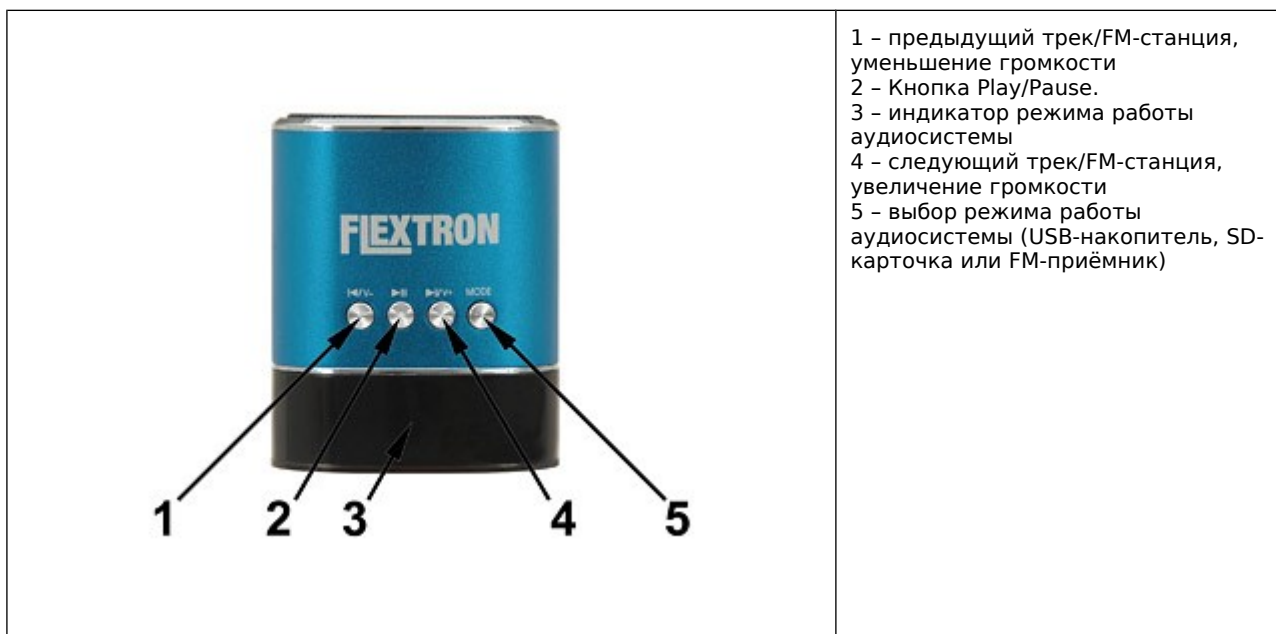 FLEXTRON
I◀/V- ▶II ▶I/V+ MODE
1 2 3 4 5
1 – предыдущий трек/FM-станция,
уменьшение громкости
2 – Кнопка Play/Pause.
3 – индикатор режима работы
аудиосистемы
4 – следующий трек/FM-станция,
увеличение громкости
5 – выбор режима работы
аудиосистемы (USB-накопитель, SD-
карточка или FM-приёмник)